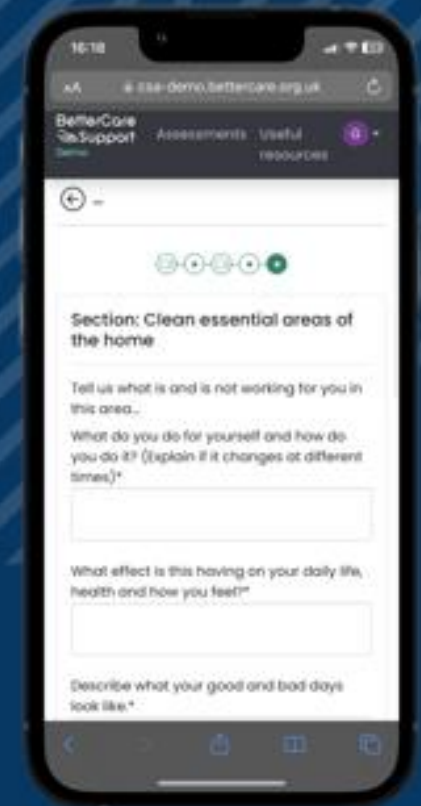 16:18
AA csa-demo.bettercare.org.uk
BetterCare
Support Assessments Useful
Demo resources
G
Section: Clean essential areas of
the home
Tell us what is and is not working for you in
this area...
What do you do for yourself and how do
you do it? (Explain if it changes at different
times)*
What effect is this having on your daily life,
health and how you feel?*
Describe what your good and bad days
look like.*